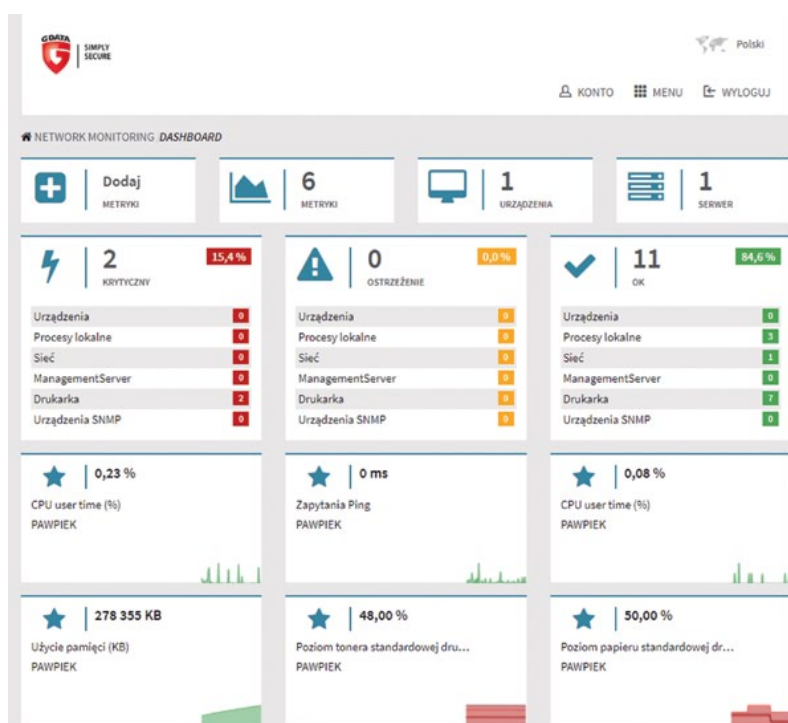 G DATA
SIMPLY
SECURE
Polski
KONTO
MENU
WYLOGUJ
NETWORK MONITORING DASHBOARD
Dodaj
METRYKI
6
METRYKI
1
URZĄDZENIA
1
SERWER
2
KRYTYCZNY
15,4 %
Urządzenia 0
Procesy lokalne 0
Sieć 0
ManagementServer 0
Drukarka 2
Urządzenia SNMP 0
0
OSTRZEŻENIE
0,0 %
Urządzenia 0
Procesy lokalne 0
Sieć 0
ManagementServer 0
Drukarka 0
Urządzenia SNMP 0
11
OK
84,6 %
Urządzenia 0
Procesy lokalne 3
Sieć 1
ManagementServer 0
Drukarka 7
Urządzenia SNMP 0
0,23 %
CPU user time (%)
PAWPIEK
0 ms
Zapytania Ping
PAWPIEK
0,08 %
CPU user time (%)
PAWPIEK
278 355 KB
Użycie pamięci (KB)
PAWPIEK
48,00 %
Poziom tonera standardowej dru...
PAWPIEK
50,00 %
Poziom papieru standardowej dr...
PAWPIEK